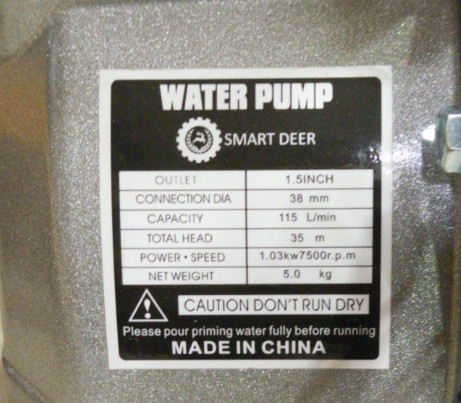 WATER PUMP
SMART DEER
OUTLET 1.5INCH
CONNECTION DIA 38 mm
CAPACITY 115 L/min
TOTAL HEAD 35 m
POWER·SPEED 1.03kw7500r.p.m
NET WEIGHT 5.0 kg
CAUTION DON'T RUN DRY
Please pour priming water fully before running
MADE IN CHINA